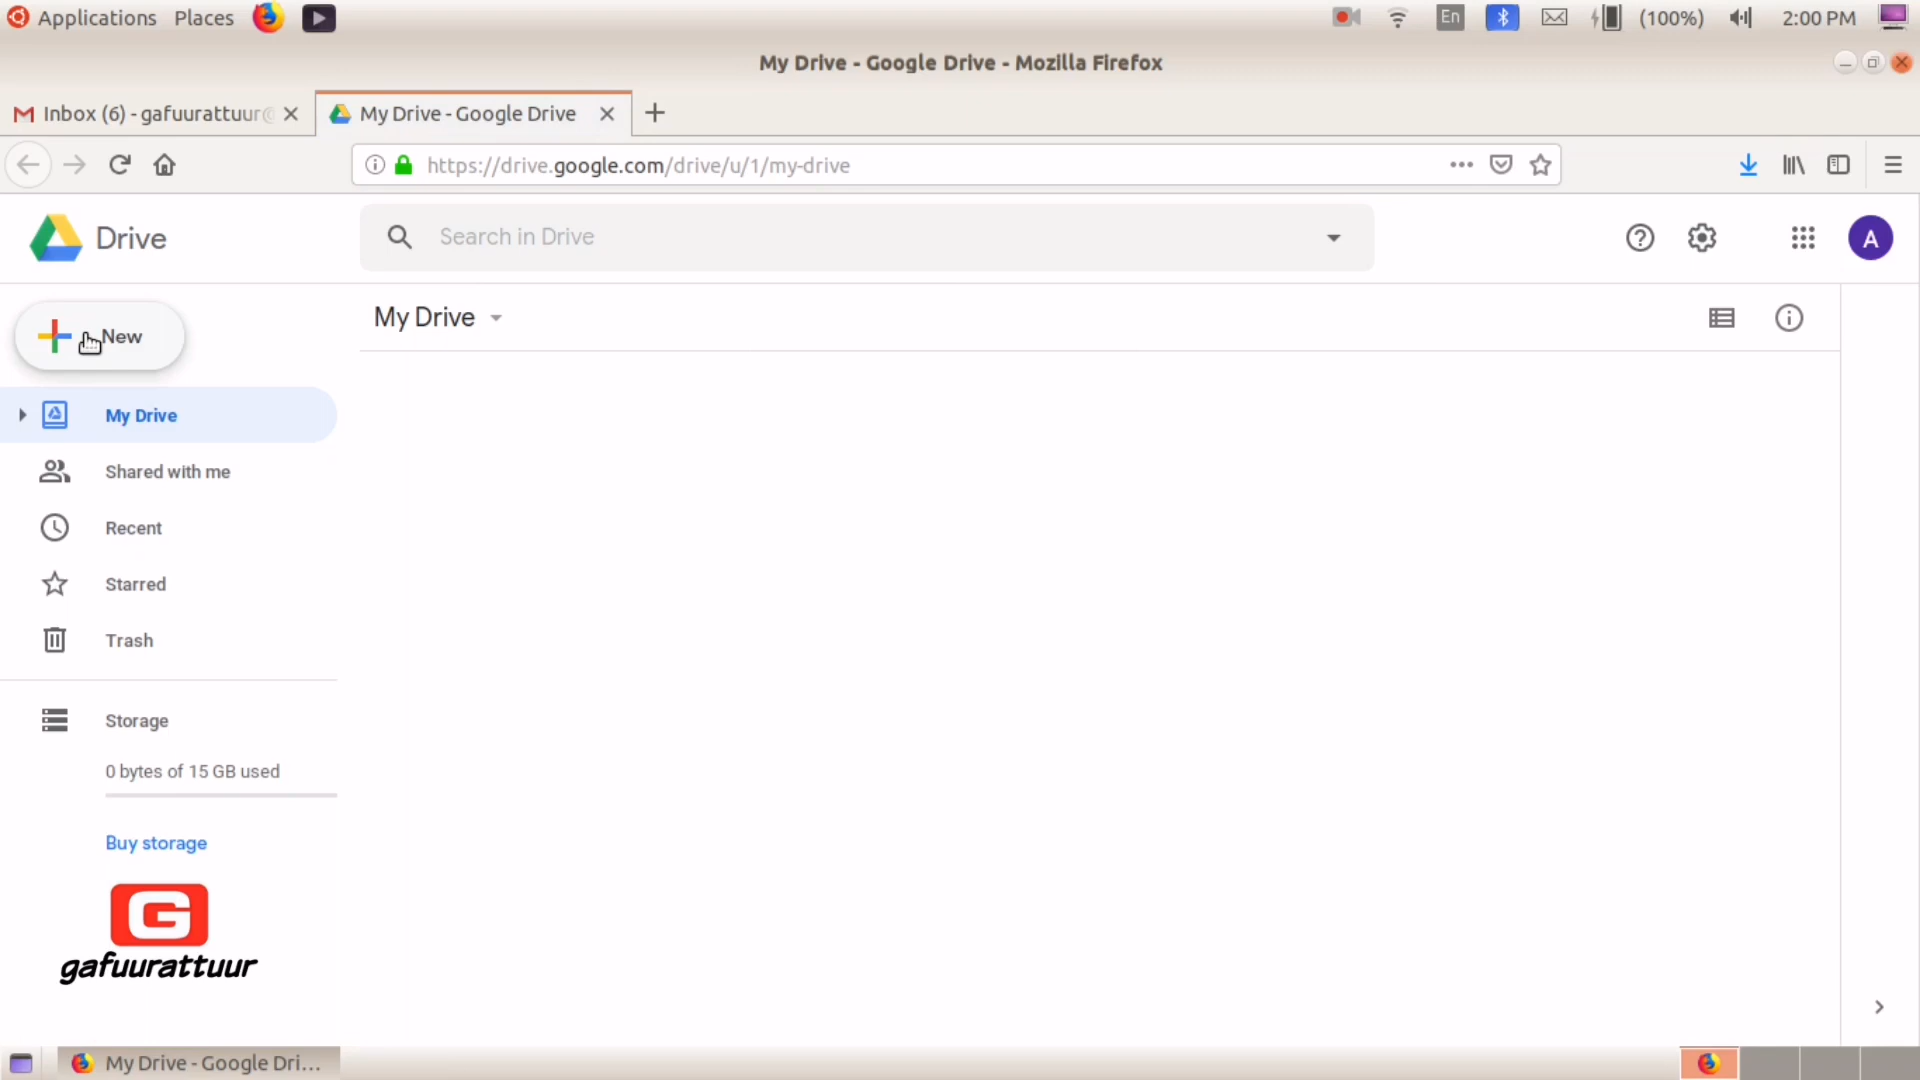 Applications Places
En (100%) 2:00 PM
My Drive - Google Drive - Mozilla Firefox
Inbox (6) - gafuurattuur@
My Drive - Google Drive
https://drive.google.com/drive/u/1/my-drive
Drive
Search in Drive
A
New
My Drive
My Drive
Shared with me
Recent
Starred
Trash
Storage
0 bytes of 15 GB used
Buy storage
G
gafuurattuur
My Drive - Google Dri...